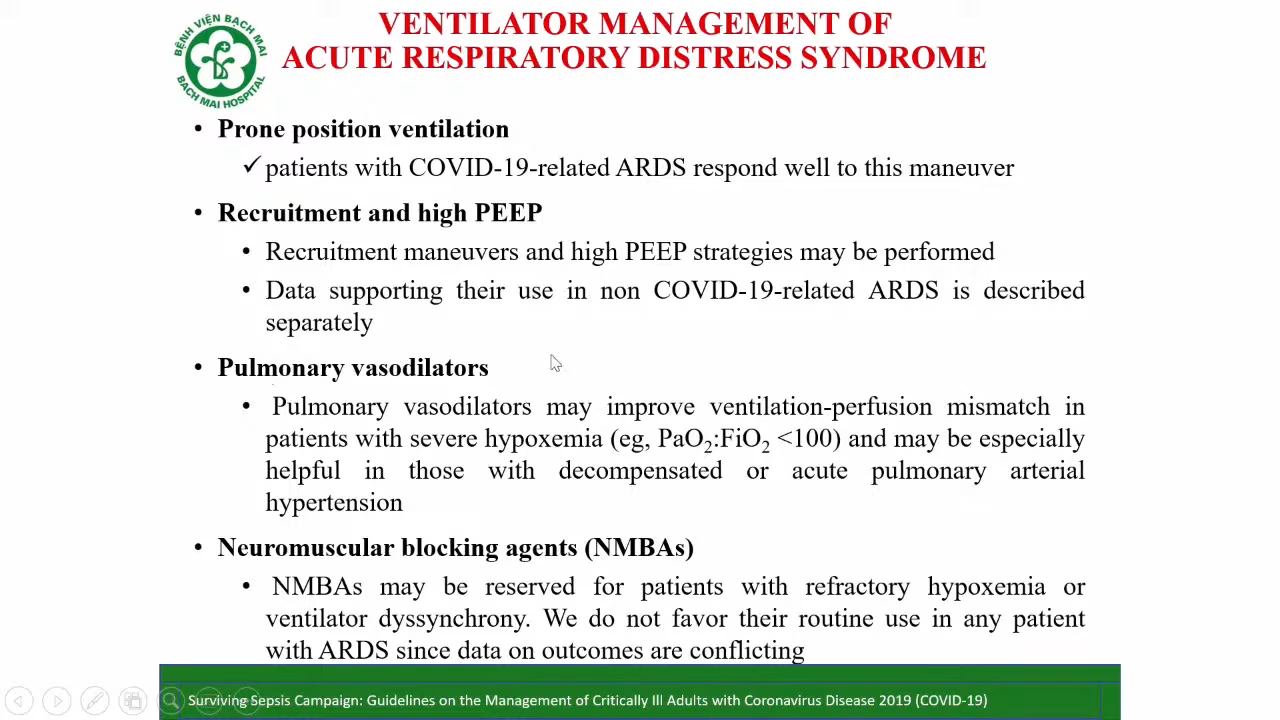 BỆNH VIỆN BẠCH MAI
BACH MAI HOSPITAL
VENTILATOR MANAGEMENT OF
ACUTE RESPIRATORY DISTRESS SYNDROME
• Prone position ventilation
✓ patients with COVID-19-related ARDS respond well to this maneuver
• Recruitment and high PEEP
• Recruitment maneuvers and high PEEP strategies may be performed
• Data supporting their use in non COVID-19-related ARDS is described
separately
• Pulmonary vasodilators
• Pulmonary vasodilators may improve ventilation-perfusion mismatch in
patients with severe hypoxemia (eg, PaO₂:FiO₂ <100) and may be especially
helpful in those with decompensated or acute pulmonary arterial
hypertension
• Neuromuscular blocking agents (NMBAs)
• NMBAs may be reserved for patients with refractory hypoxemia or
ventilator dyssynchrony. We do not favor their routine use in any patient
with ARDS since data on outcomes are conflicting
Surviving Sepsis Campaign: Guidelines on the Management of Critically Ill Adults with Coronavirus Disease 2019 (COVID-19)